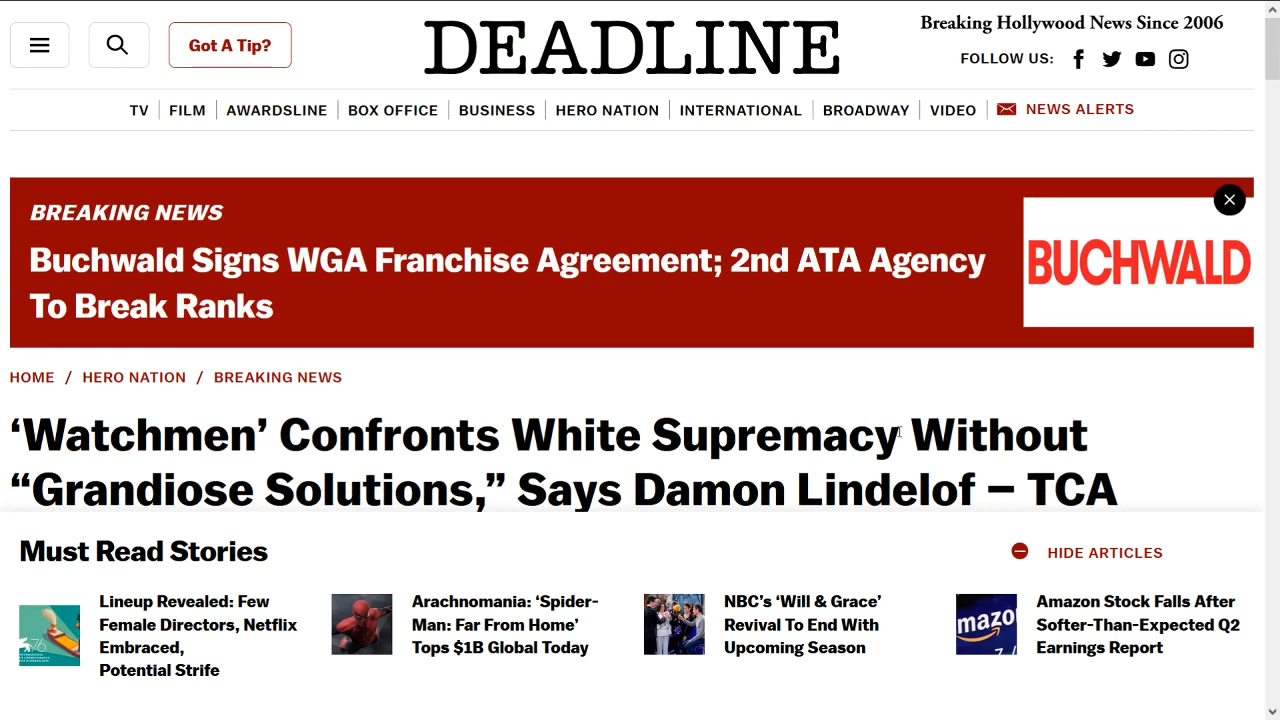 Got A Tip?
DEADLINE
Breaking Hollywood News Since 2006
FOLLOW US:
TV
FILM
AWARDSLINE
BOX OFFICE
BUSINESS
HERO NATION
INTERNATIONAL
BROADWAY
VIDEO
NEWS ALERTS
BREAKING NEWS
Buchwald Signs WGA Franchise Agreement; 2nd ATA Agency
To Break Ranks
BUCHWALD
HOME / HERO NATION / BREAKING NEWS
‘Watchmen’ Confronts White Supremacy Without
“Grandiose Solutions,” Says Damon Lindelof – TCA
Must Read Stories
HIDE ARTICLES
76
Lineup Revealed: Few
Female Directors, Netflix
Embraced,
Potential Strife
Arachnomania: ‘Spider-
Man: Far From Home’
Tops $1B Global Today
NBC’s ‘Will & Grace’
Revival To End With
Upcoming Season
mazo
Amazon Stock Falls After
Softer-Than-Expected Q2
Earnings Report